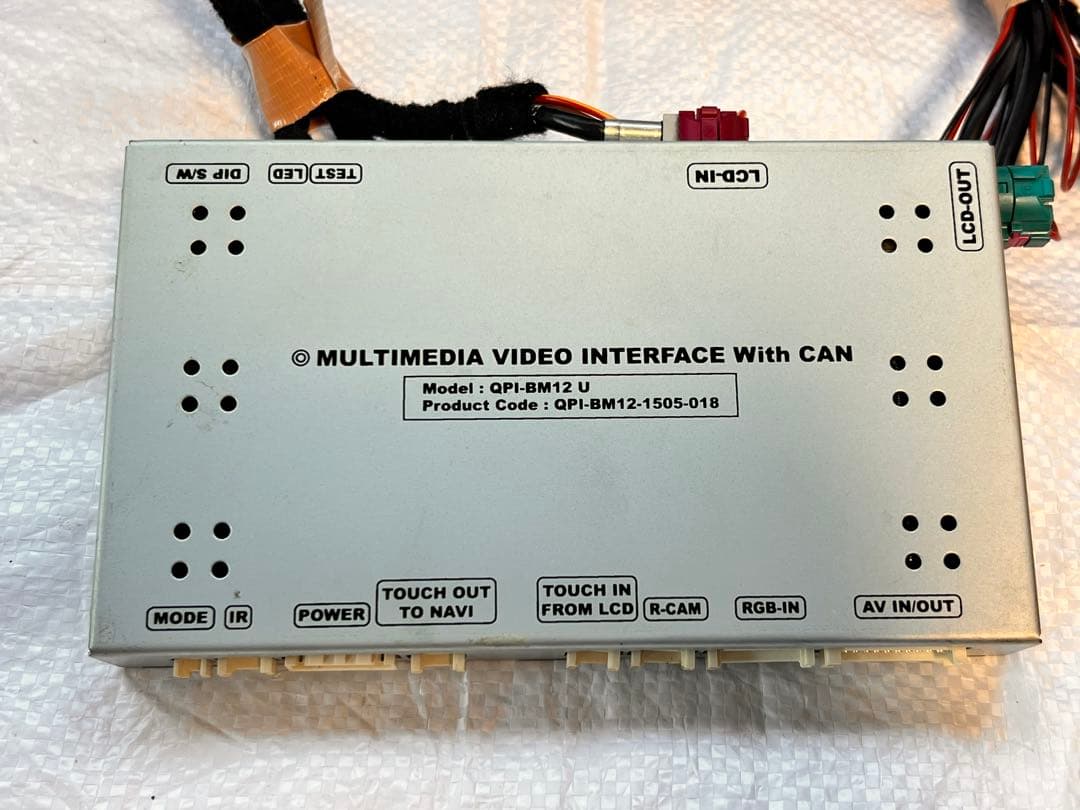 DIP S/W
LED
TEST
LCD-IN
LCD-OUT
◎ MULTIMEDIA VIDEO INTERFACE With CAN
Model : QPI-BM12 U
Product Code : QPI-BM12-1505-018
MODE
IR
POWER
TOUCH OUT
TO NAVI
TOUCH IN
FROM LCD
R-CAM
RGB-IN
AV IN/OUT